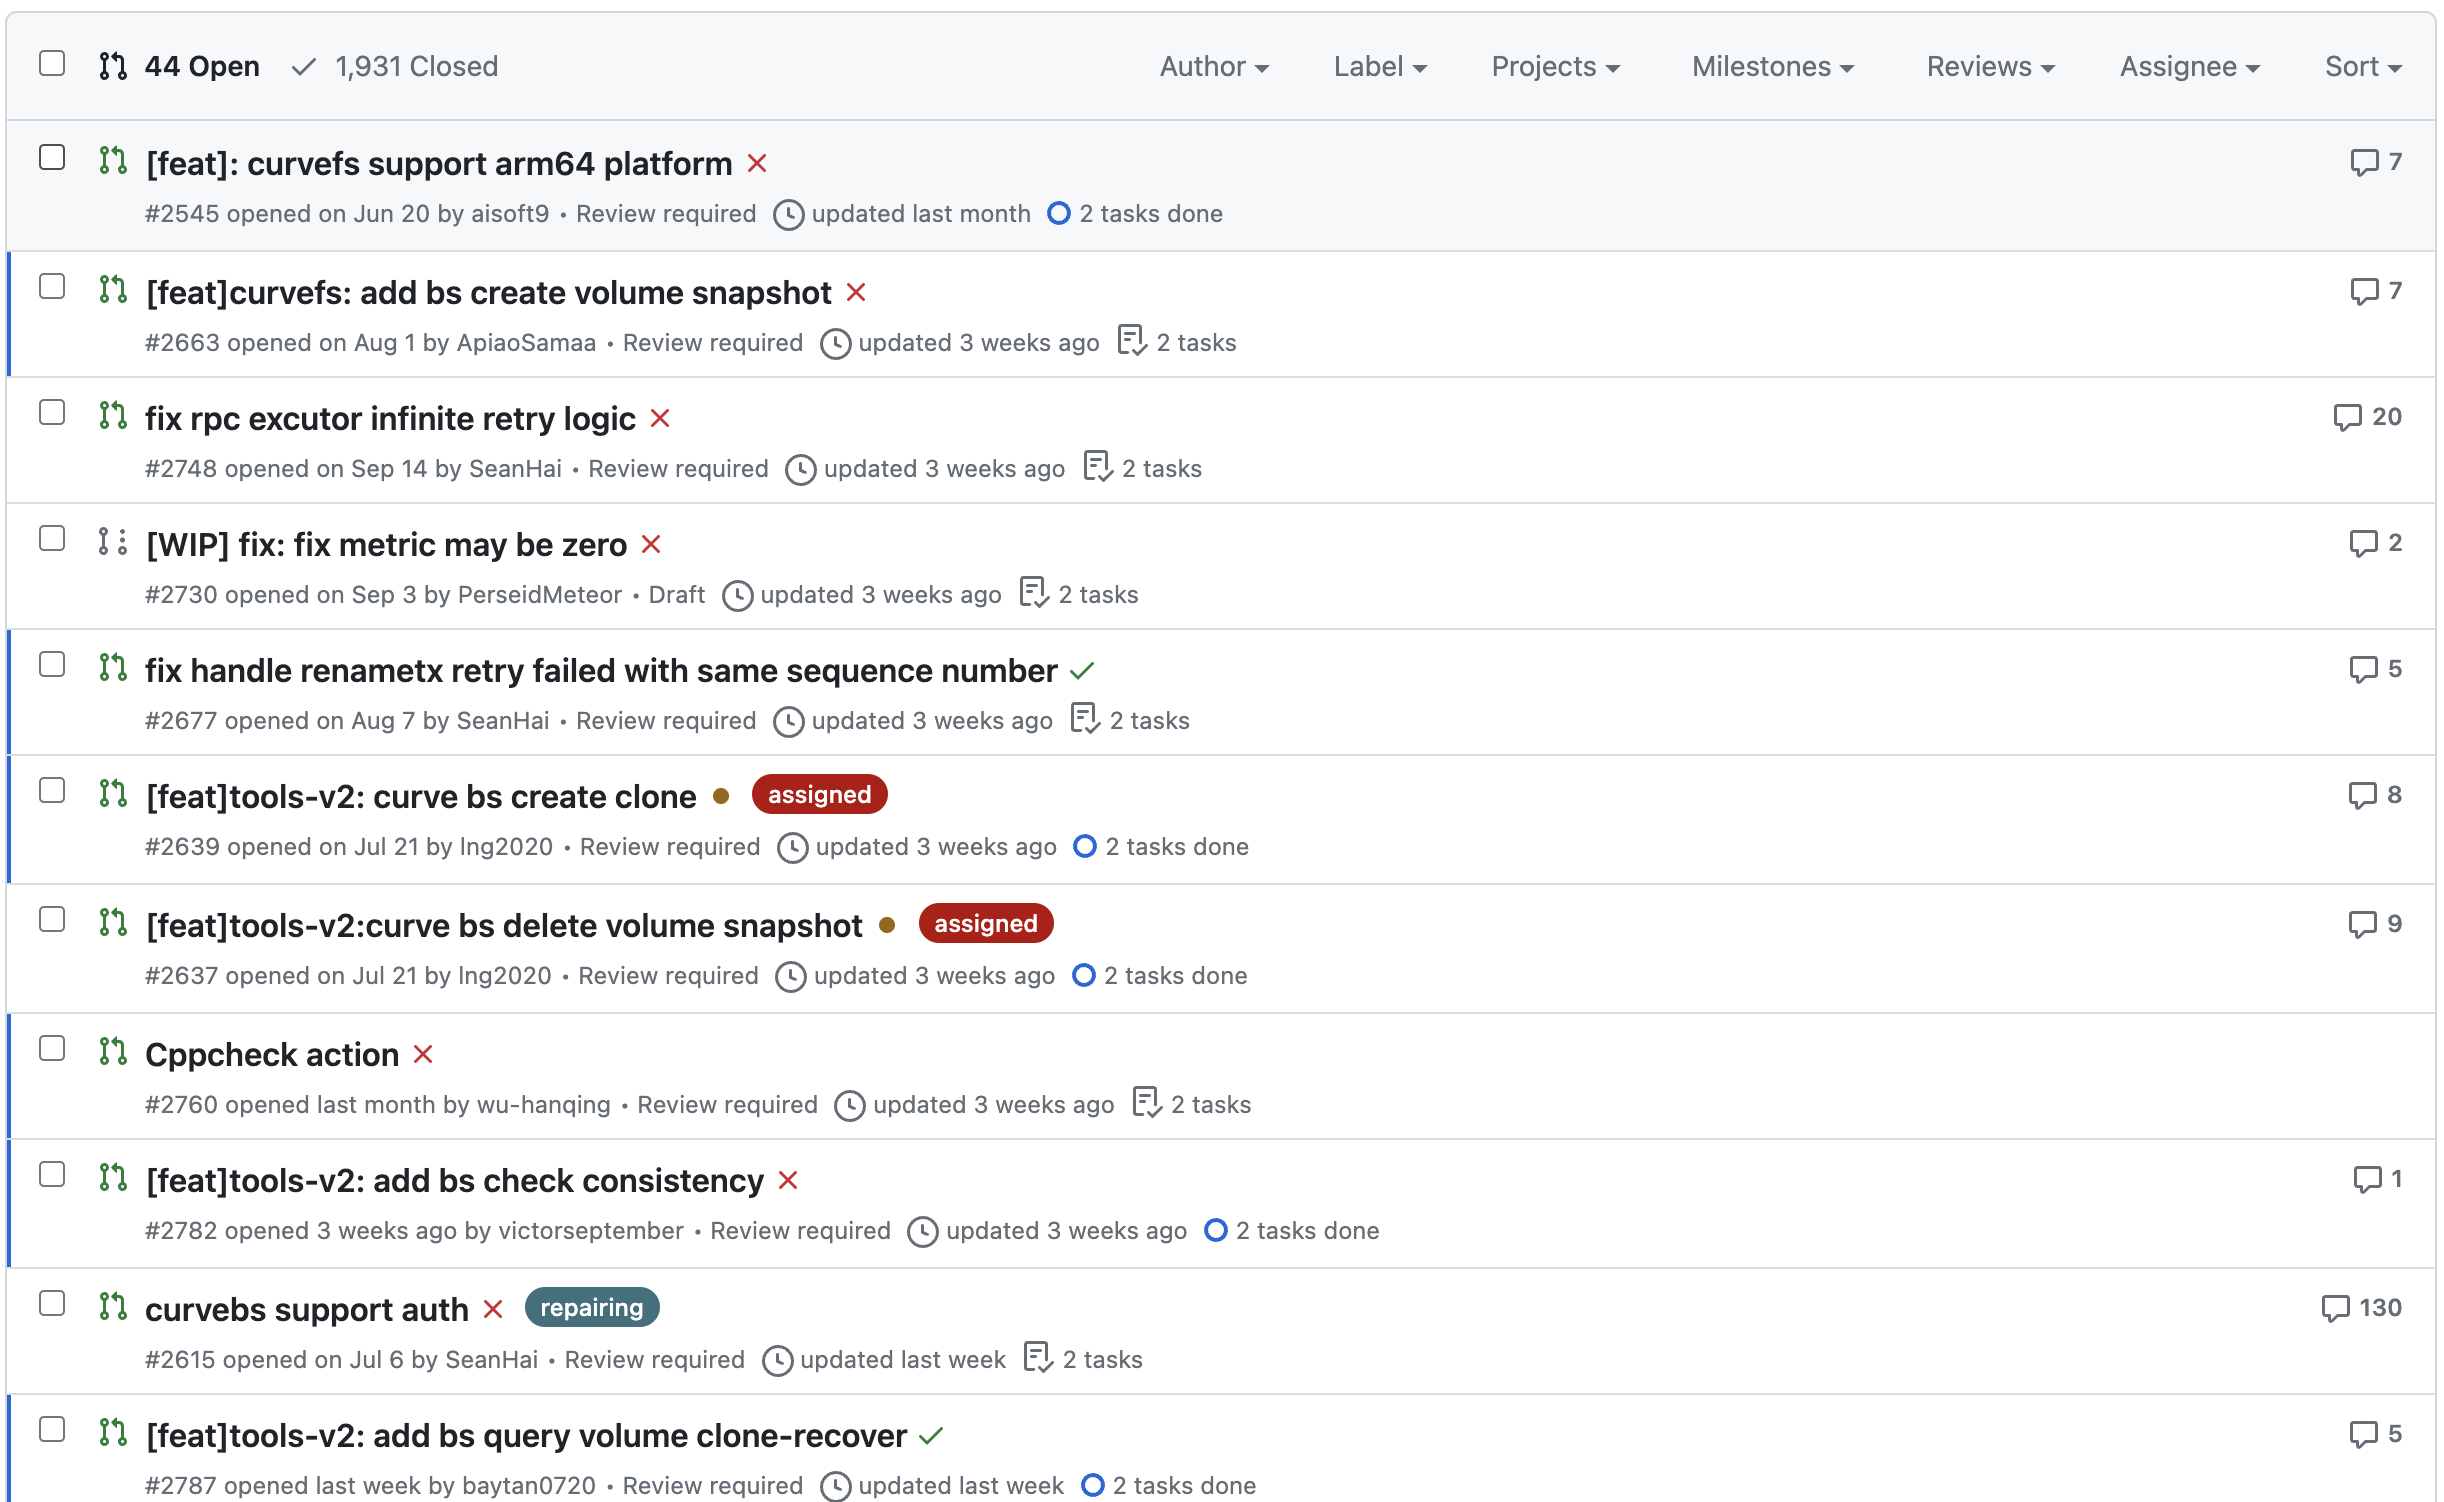 44 Open 1,931 Closed Author Label Projects Milestones Reviews Assignee Sort
[feat]: curvefs support arm64 platform 7
#2545 opened on Jun 20 by aisoft9 • Review required updated last month 2 tasks done
[feat]curvefs: add bs create volume snapshot 7
#2663 opened on Aug 1 by ApiaoSamaa • Review required updated 3 weeks ago 2 tasks
fix rpc excutor infinite retry logic 20
#2748 opened on Sep 14 by SeanHai • Review required updated 3 weeks ago 2 tasks
[WIP] fix: fix metric may be zero 2
#2730 opened on Sep 3 by PerseidMeteor • Draft updated 3 weeks ago 2 tasks
fix handle renametx retry failed with same sequence number 5
#2677 opened on Aug 7 by SeanHai • Review required updated 3 weeks ago 2 tasks
[feat]tools-v2: curve bs create clone assigned 8
#2639 opened on Jul 21 by lng2020 • Review required updated 3 weeks ago 2 tasks done
[feat]tools-v2:curve bs delete volume snapshot assigned 9
#2637 opened on Jul 21 by lng2020 • Review required updated 3 weeks ago 2 tasks done
Cppcheck action
#2760 opened last month by wu-hanqing • Review required updated 3 weeks ago 2 tasks
[feat]tools-v2: add bs check consistency 1
#2782 opened 3 weeks ago by victorseptember • Review required updated 3 weeks ago 2 tasks done
curvebs support auth repairing 130
#2615 opened on Jul 6 by SeanHai • Review required updated last week 2 tasks
[feat]tools-v2: add bs query volume clone-recover 5
#2787 opened last week by baytan0720 • Review required updated last week 2 tasks done